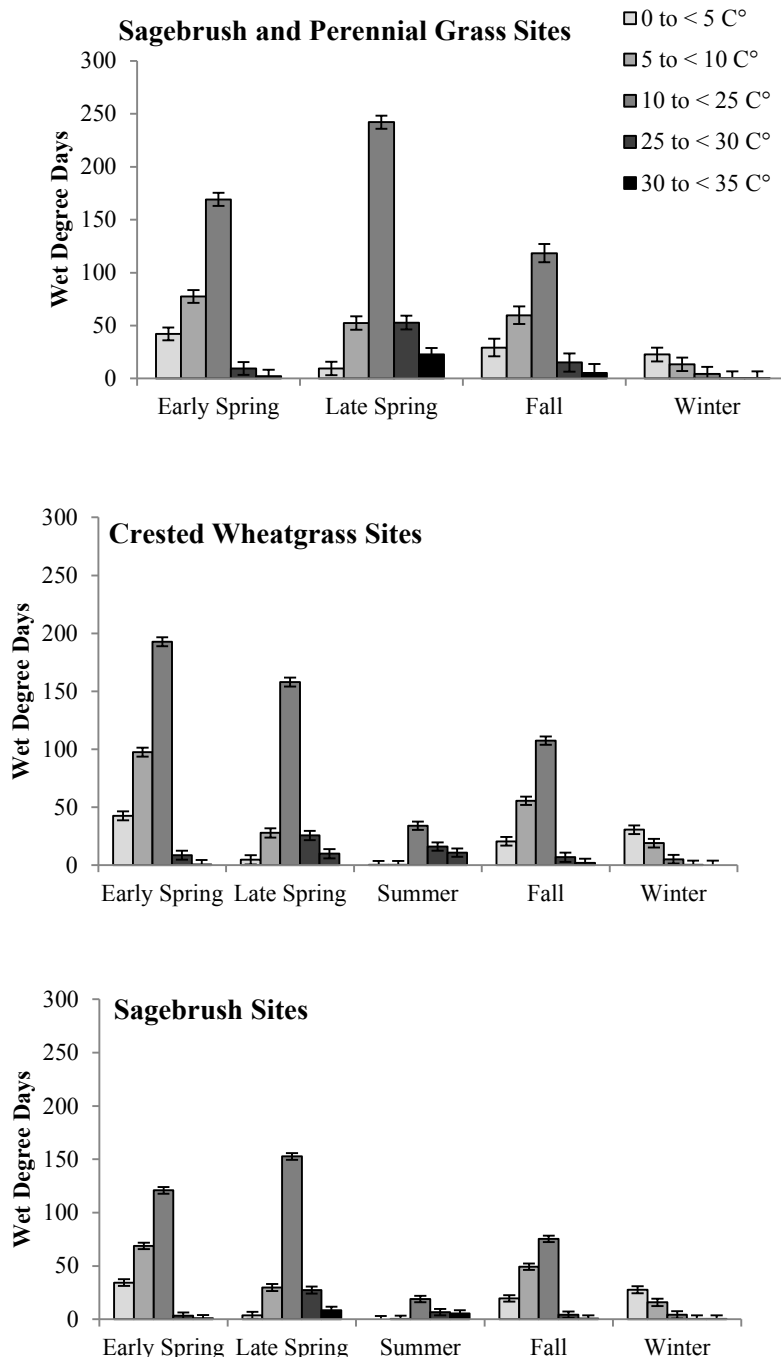 Sagebrush and Perennial Grass Sites
0 to < 5 C°
5 to < 10 C°
10 to < 25 C°
25 to < 30 C°
30 to < 35 C°
Wet Degree Days
300
250
200
150
100
50
0
Early Spring Late Spring Fall Winter
Crested Wheatgrass Sites
Wet Degree Days
300
250
200
150
100
50
0
Early Spring Late Spring Summer Fall Winter
Sagebrush Sites
Wet Degree Days
300
250
200
150
100
50
0
Early Spring Late Spring Summer Fall Winter